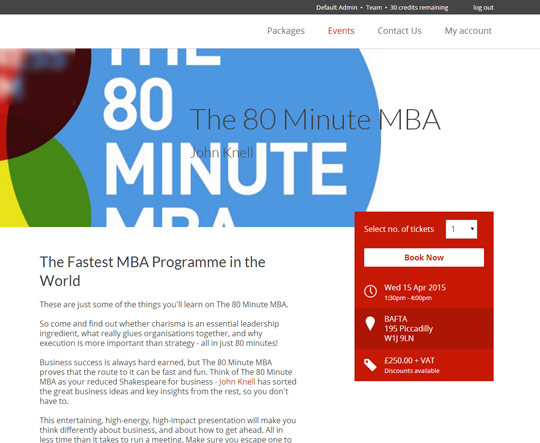 Default Admin • Team • 30 credits remaining log out
Packages Events Contact Us My account
THE
80
MINUTE
MBA
The 80 Minute MBA
John Knell
Select no. of tickets 1
Book Now
Wed 15 Apr 2015
1:30pm - 4:00pm
BAFTA
195 Piccadilly
W1J 9LN
£250.00 + VAT
Discounts available
The Fastest MBA Programme in the
World
These are just some of the things you'll learn on The 80 Minute MBA.
So come and find out whether charisma is an essential leadership
ingredient, what really glues organisations together, and why
execution is more important than strategy - all in just 80 minutes!
Business success is always hard earned, but The 80 Minute MBA
proves that the route to it can be fast and fun. Think of The 80 Minute
MBA as your reduced Shakespeare for business - John Knell has sorted
the great business ideas and key insights from the rest, so you don't
have to.
This entertaining, high-energy, high-impact presentation will make you
think differently about business, and about how to get ahead. All in
less time than it takes to run a meeting. Make sure you escape one to